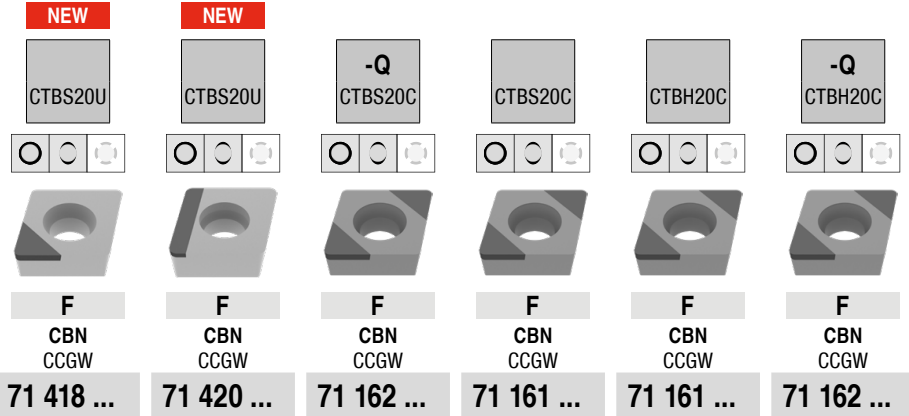 NEW NEW
-Q -Q
CTBS20U CTBS20U CTBS20C CTBS20C CTBH20C CTBH20C
F F F F F F
CBN CBN CBN CBN CBN CBN
CCGW CCGW CCGW CCGW CCGW CCGW
71 418 ... 71 420 ... 71 162 ... 71 161 ... 71 161 ... 71 162 ...